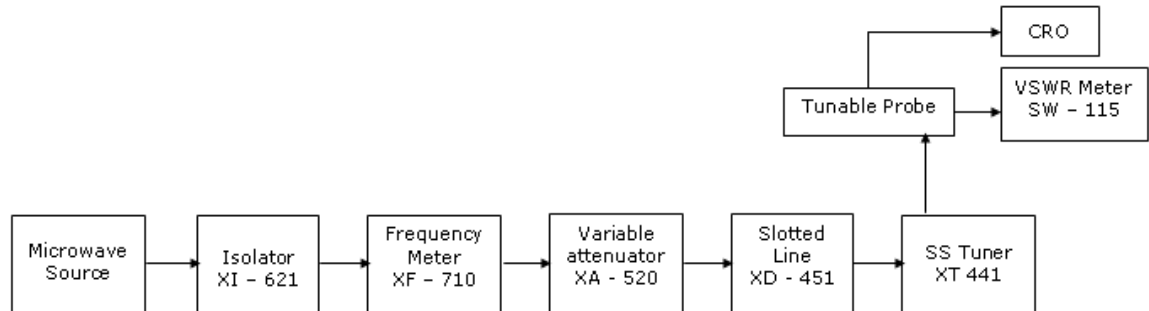 CRO
VSWR Meter
SW – 115
Tunable Probe
Microwave
Source
Isolator
XI – 621
Frequency
Meter
XF – 710
Variable
attenuator
XA - 520
Slotted
Line
XD - 451
SS Tuner
XT 441